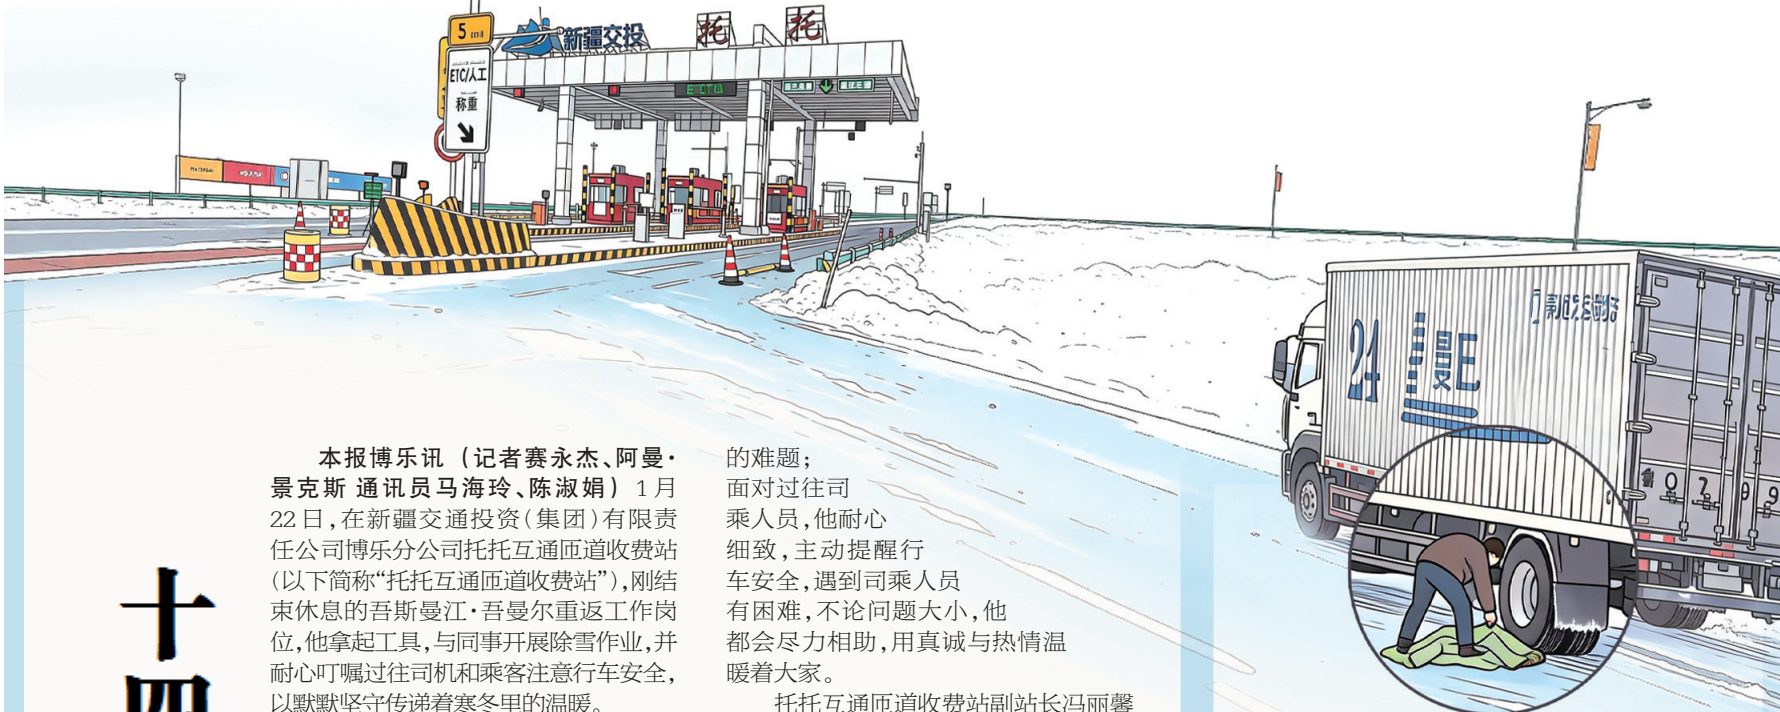 新疆交投
托
托
5
ETC/人工
称重
24
十
四
本报博乐讯（记者赛永杰、阿曼·
景克斯 通讯员马海玲、陈淑娟）1月
22日，在新疆交通投资（集团）有限责
任公司博乐分公司托托互通匝道收费站
（以下简称“托托互通匝道收费站”），刚结
束休息的吾斯曼江·吾曼尔重返工作岗
位，他拿起工具，与同事开展除雪作业，并
耐心叮嘱过往司机和乘客注意行车安全，
以默默坚守传递着寒冬里的温暖。
的难题；
面对过往司
乘人员，他耐心
细致，主动提醒行
车安全，遇到司乘人员
有困难，不论问题大小，他
都会尽力相助，用真诚与热情温
暖着大家。
托托互通匝道收费站副站长冯丽馨